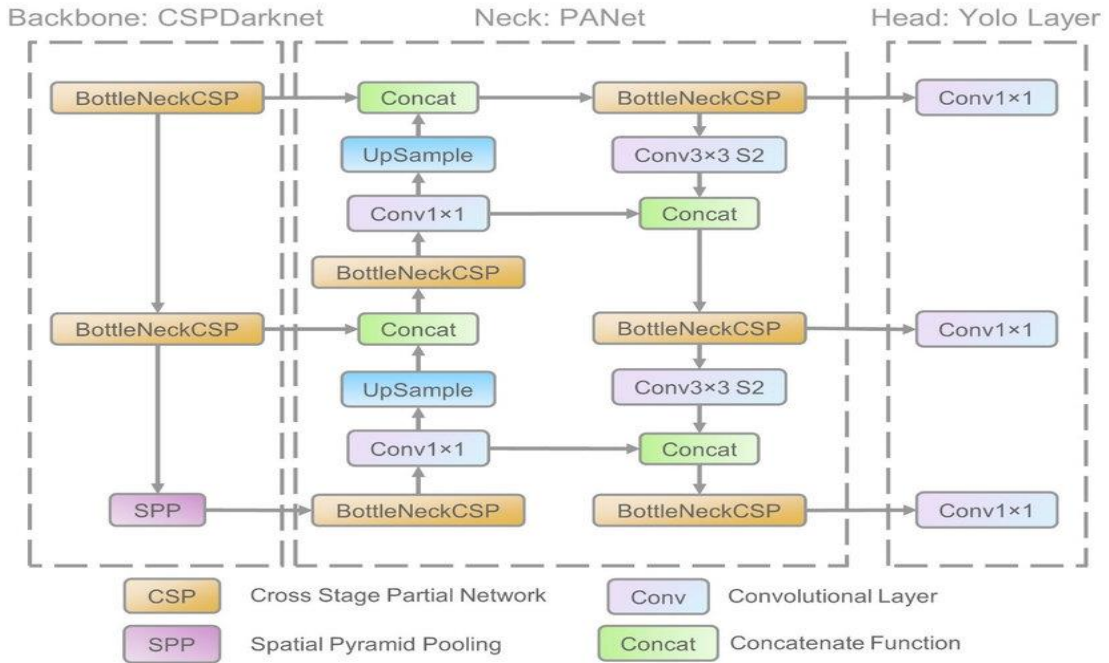 Backbone: CSPDarknet
Neck: PANet
Head: Yolo Layer
BottleNeckCSP
Concat
BottleNeckCSP
Conv1×1
UpSample
Conv3×3 S2
Conv1×1
Concat
BottleNeckCSP
BottleNeckCSP
Concat
BottleNeckCSP
Conv1×1
UpSample
Conv3×3 S2
Conv1×1
Concat
SPP
BottleNeckCSP
BottleNeckCSP
Conv1×1
CSP
Cross Stage Partial Network
Conv
Convolutional Layer
SPP
Spatial Pyramid Pooling
Concat
Concatenate Function